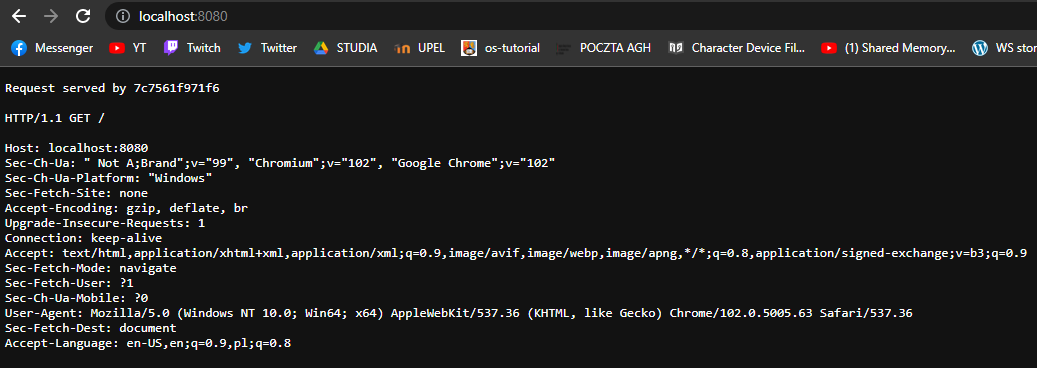 localhost:8080
Messenger YT Twitch Twitter STUDIA UPEL os-tutorial POCZTA AGH Character Device Fil... (1) Shared Memory... WS stor
Request served by 7c7561f971f6
HTTP/1.1 GET /
Host: localhost:8080
Sec-Ch-Ua: " Not A;Brand";v="99", "Chromium";v="102", "Google Chrome";v="102"
Sec-Ch-Ua-Platform: "Windows"
Sec-Fetch-Site: none
Accept-Encoding: gzip, deflate, br
Upgrade-Insecure-Requests: 1
Connection: keep-alive
Accept: text/html,application/xhtml+xml,application/xml;q=0.9,image/avif,image/webp,image/apng,*/*;q=0.8,application/signed-exchange;v=b3;q=0.9
Sec-Fetch-Mode: navigate
Sec-Fetch-User: ?1
Sec-Ch-Ua-Mobile: ?0
User-Agent: Mozilla/5.0 (Windows NT 10.0; Win64; x64) AppleWebKit/537.36 (KHTML, like Gecko) Chrome/102.0.5005.63 Safari/537.36
Sec-Fetch-Dest: document
Accept-Language: en-US,en;q=0.9,pl;q=0.8